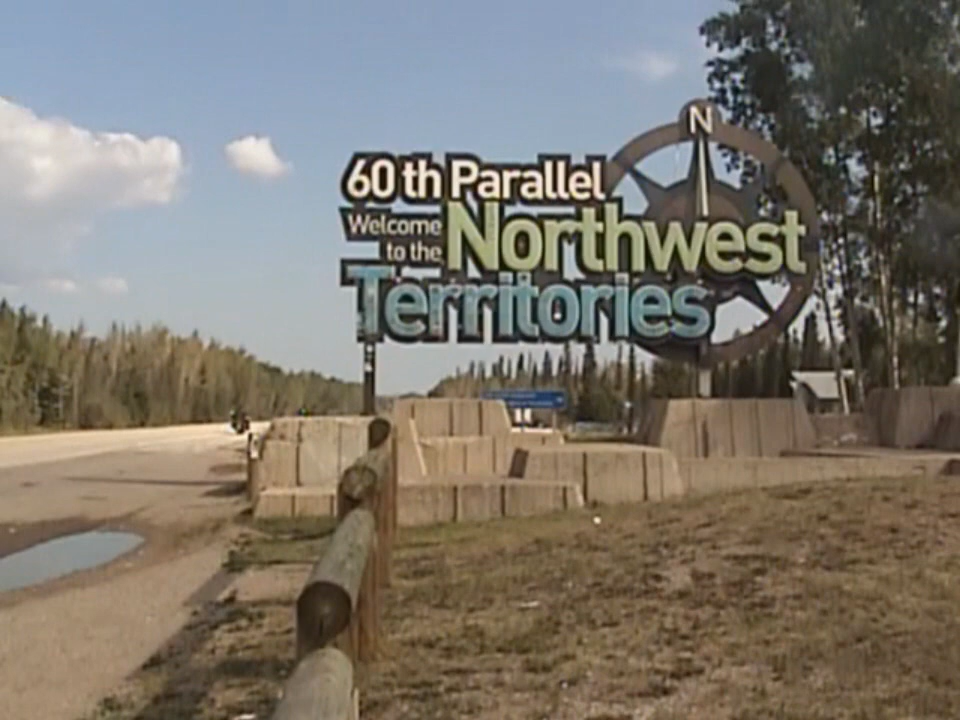 N
60th Parallel
Welcome
to the
Northwest
Territories